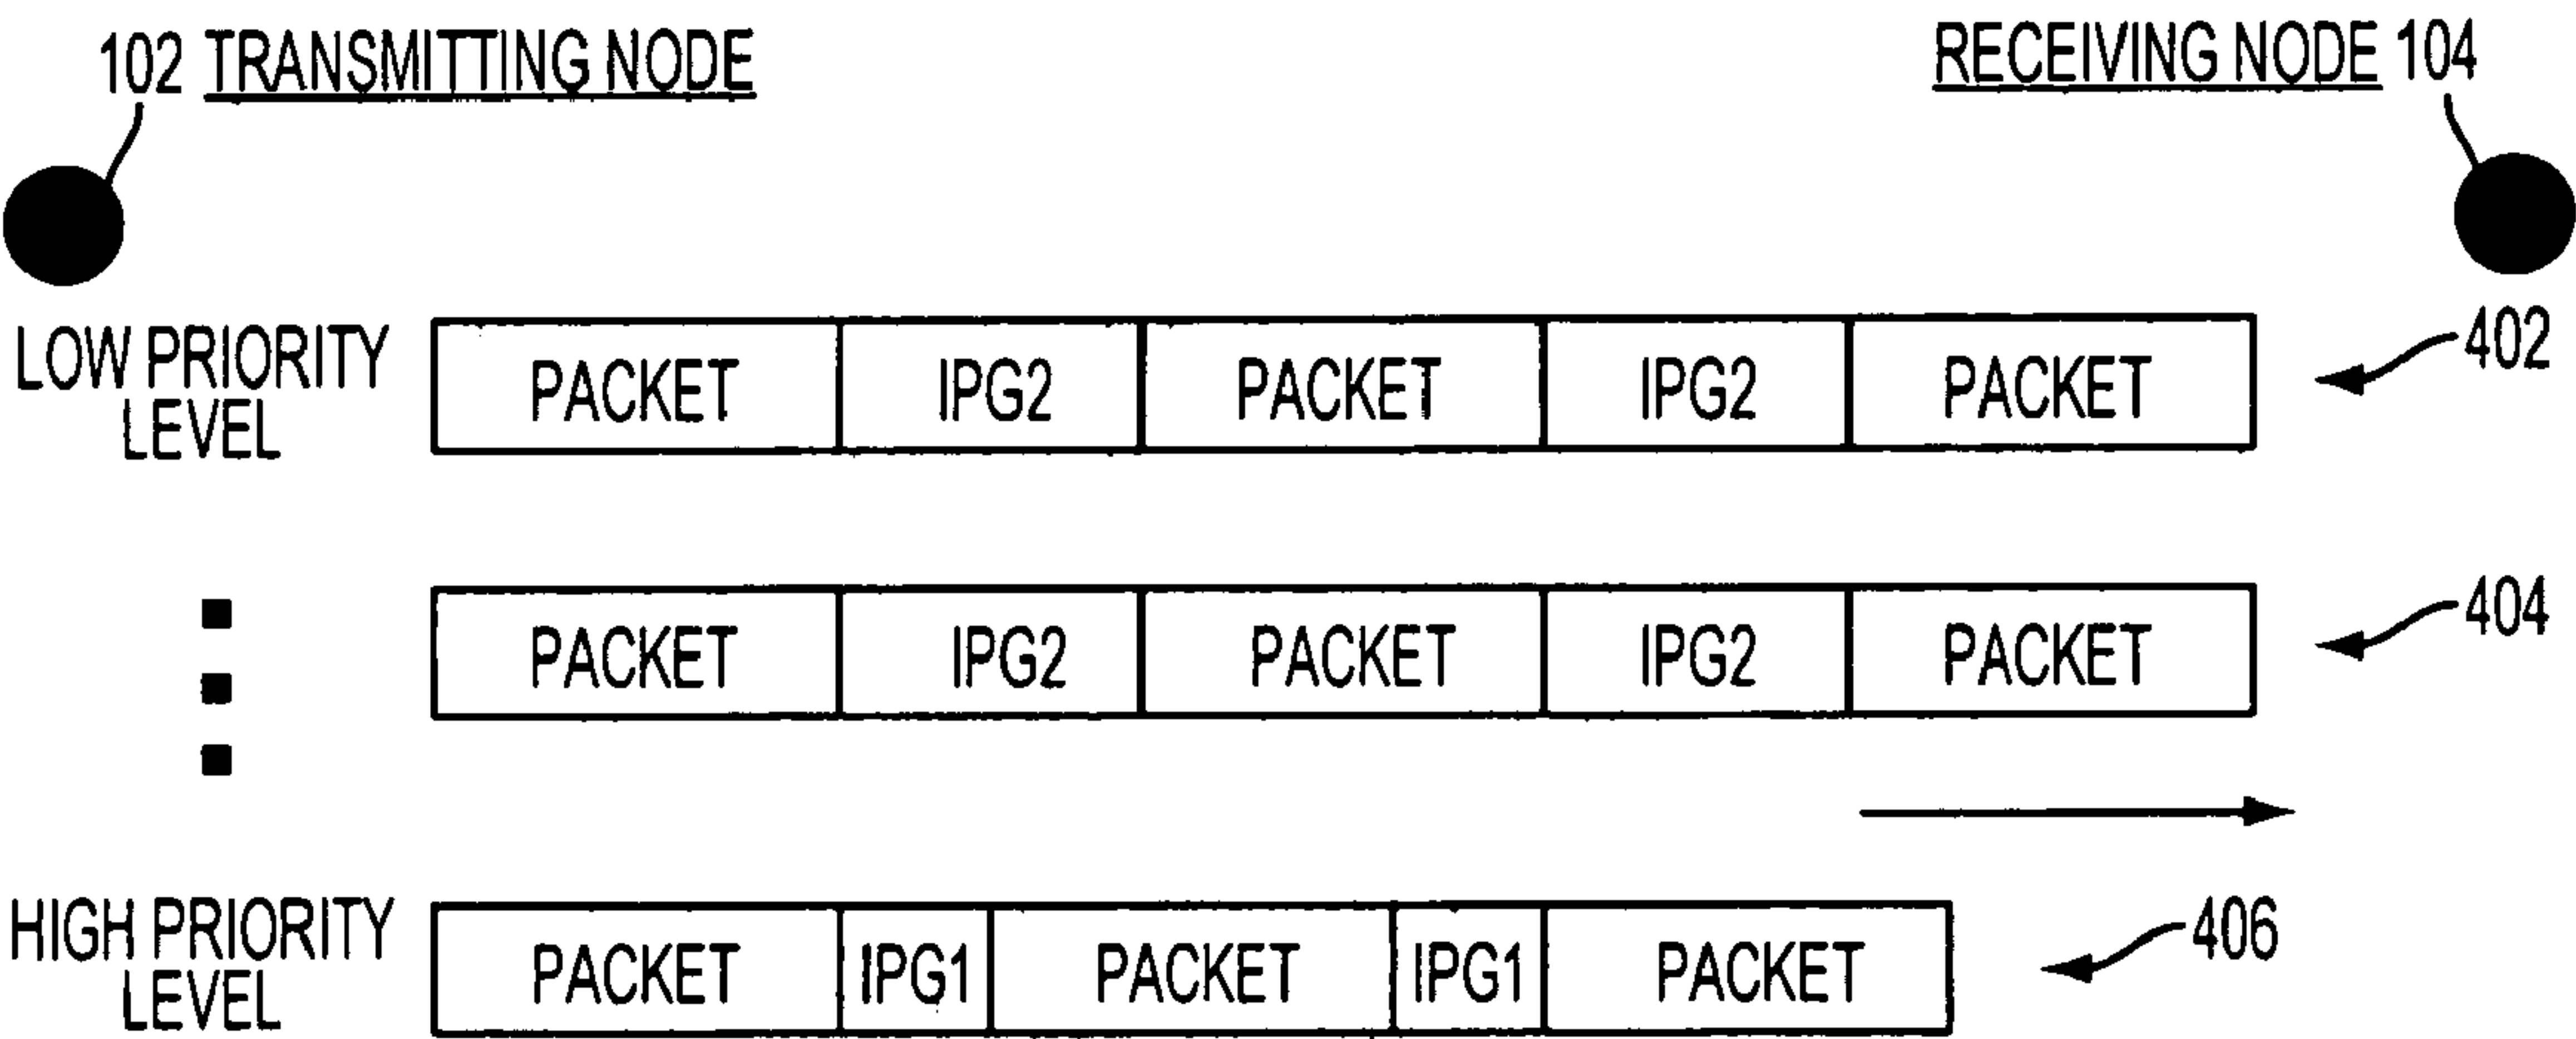 102 TRANSMITTING NODE
RECEIVING NODE 104
LOW PRIORITY
LEVEL
PACKET IPG2 PACKET IPG2 PACKET
402
PACKET IPG2 PACKET IPG2 PACKET
404
HIGH PRIORITY
LEVEL
PACKET IPG1 PACKET IPG1 PACKET
406